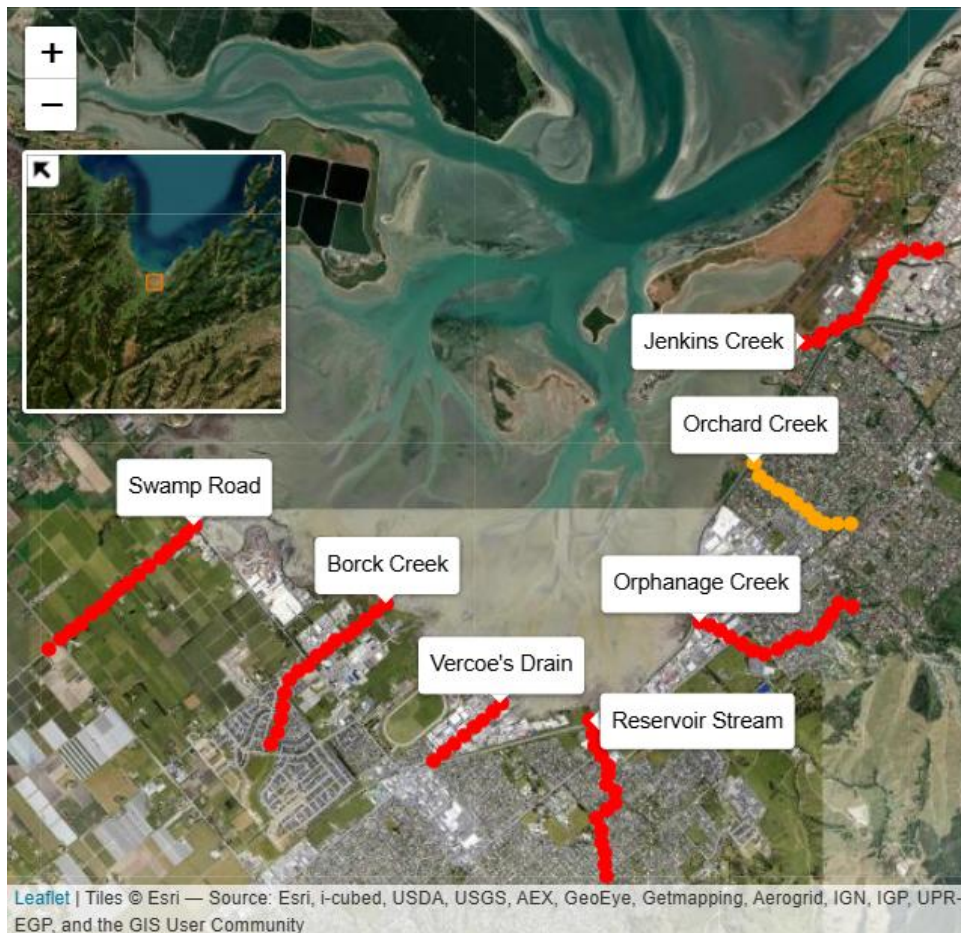 +
−
Jenkins Creek
Orchard Creek
Swamp Road
Borck Creek
Orphanage Creek
Vercoe's Drain
Reservoir Stream
Leaflet | Tiles © Esri — Source: Esri, i-cubed, USDA, USGS, AEX, GeoEye, Getmapping, Aerogrid, IGN, IGP, UPR-
EGP, and the GIS User Community